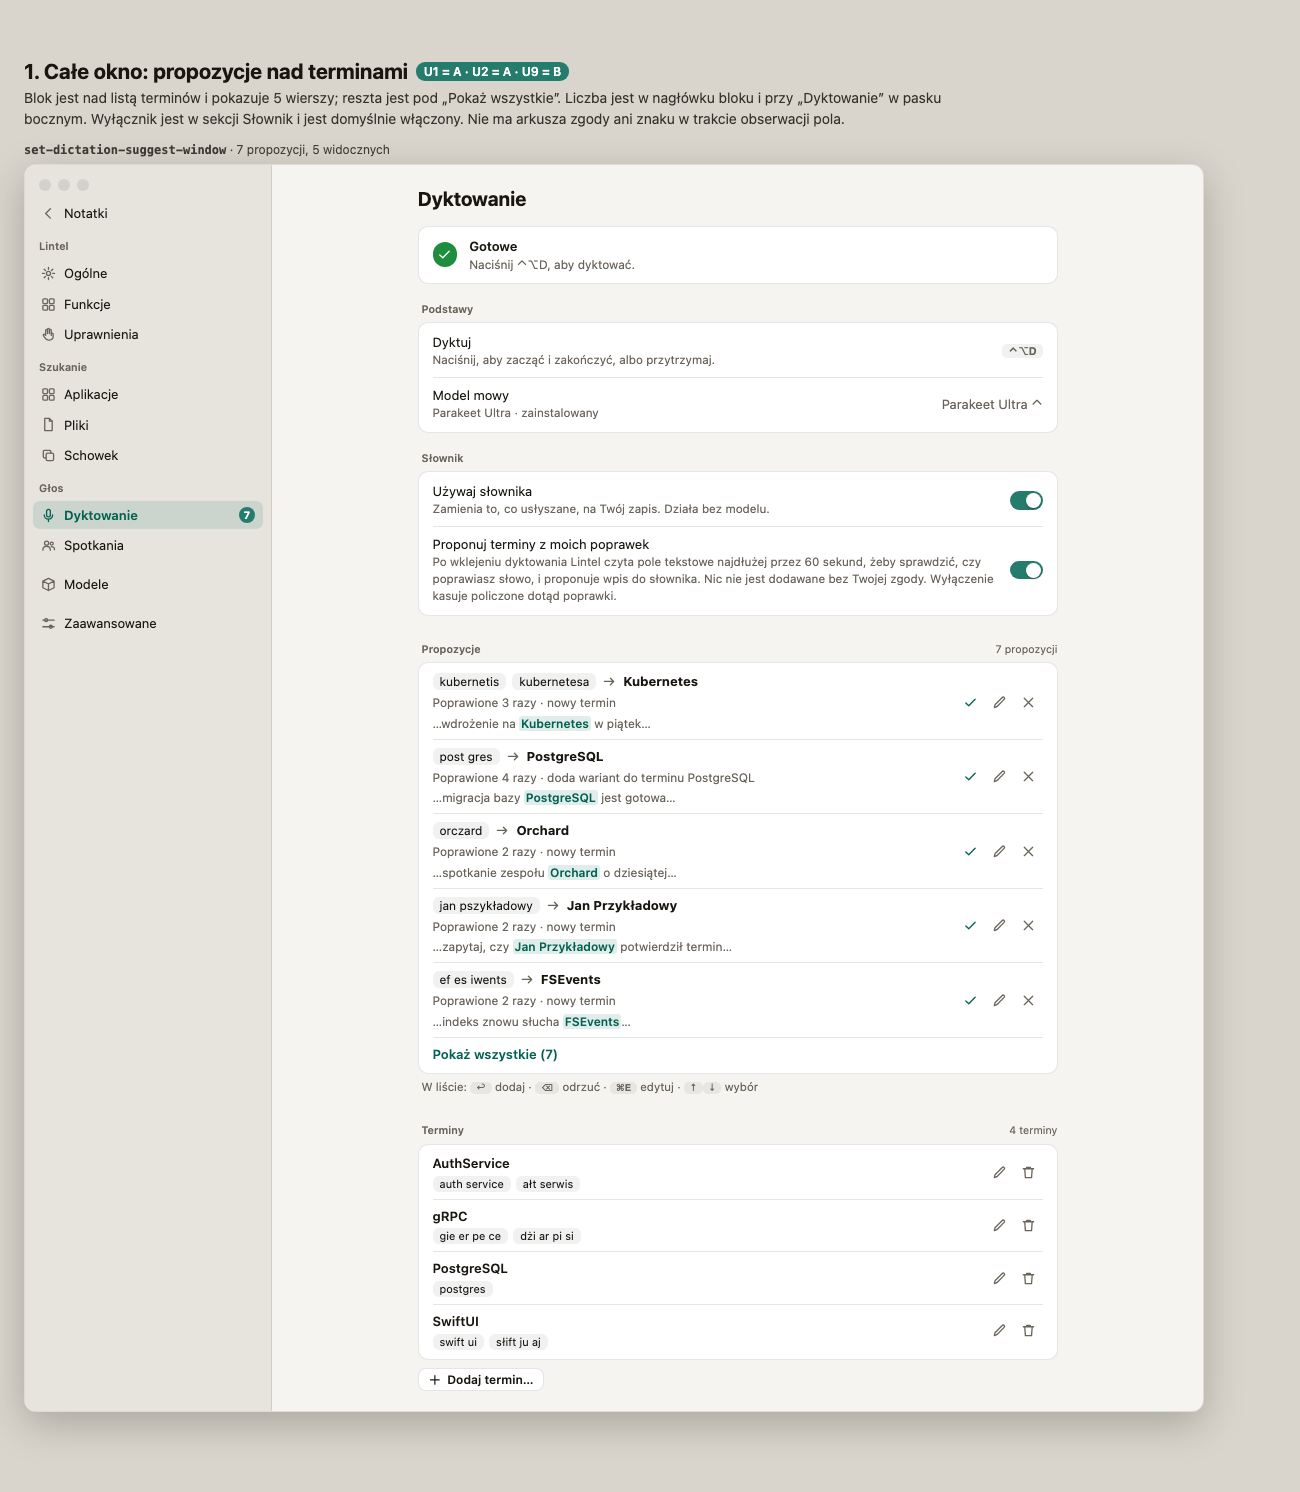 1. Całe okno: propozycje nad terminami U1 = A · U2 = A · U9 = B
Blok jest nad listą terminów i pokazuje 5 wierszy; reszta jest pod „Pokaż wszystkie”. Liczba jest w nagłówku bloku i przy „Dyktowanie” w pasku
bocznym. Wyłącznik jest w sekcji Słownik i jest domyślnie włączony. Nie ma arkusza zgody ani znaku w trakcie obserwacji pola.
set-dictation-suggest-window · 7 propozycji, 5 widocznych
Notatki
Lintel
Ogólne
Funkcje
Uprawnienia
Szukanie
Aplikacje
Pliki
Schowek
Głos
Dyktowanie 7
Spotkania
Modele
Zaawansowane
Dyktowanie
Gotowe
Naciśnij ⌃⌥D, aby dyktować.
Podstawy
Dyktuj
Naciśnij, aby zacząć i zakończyć, albo przytrzymaj.
⌃⌥D
Model mowy
Parakeet Ultra · zainstalowany
Parakeet Ultra
Słownik
Używaj słownika
Zamienia to, co usłyszane, na Twój zapis. Działa bez modelu.
Proponuj terminy z moich poprawek
Po wklejeniu dyktowania Lintel czyta pole tekstowe najdłużej przez 60 sekund, żeby sprawdzić, czy
poprawiasz słowo, i proponuje wpis do słownika. Nic nie jest dodawane bez Twojej zgody. Wyłączenie
kasuje policzone dotąd poprawki.
Propozycje 7 propozycji
kubernetis kubernetesa → Kubernetes
Poprawione 3 razy · nowy termin
…wdrożenie na Kubernetes w piątek…
post gres → PostgreSQL
Poprawione 4 razy · doda wariant do terminu PostgreSQL
…migracja bazy PostgreSQL jest gotowa…
orczard → Orchard
Poprawione 2 razy · nowy termin
…spotkanie zespołu Orchard o dziesiątej…
jan pszykładowy → Jan Przykładowy
Poprawione 2 razy · nowy termin
…zapytaj, czy Jan Przykładowy potwierdził termin…
ef es iwents → FSEvents
Poprawione 2 razy · nowy termin
…indeks znowu słucha FSEvents…
Pokaż wszystkie (7)
W liście: ↩ dodaj · ⌫ odrzuć · ⌘E edytuj · ↑ ↓ wybór
Terminy 4 terminy
AuthService
auth service ałt serwis
gRPC
gie er pe ce dżi ar pi si
PostgreSQL
postgres
SwiftUI
swift ui słift ju aj
+ Dodaj termin…